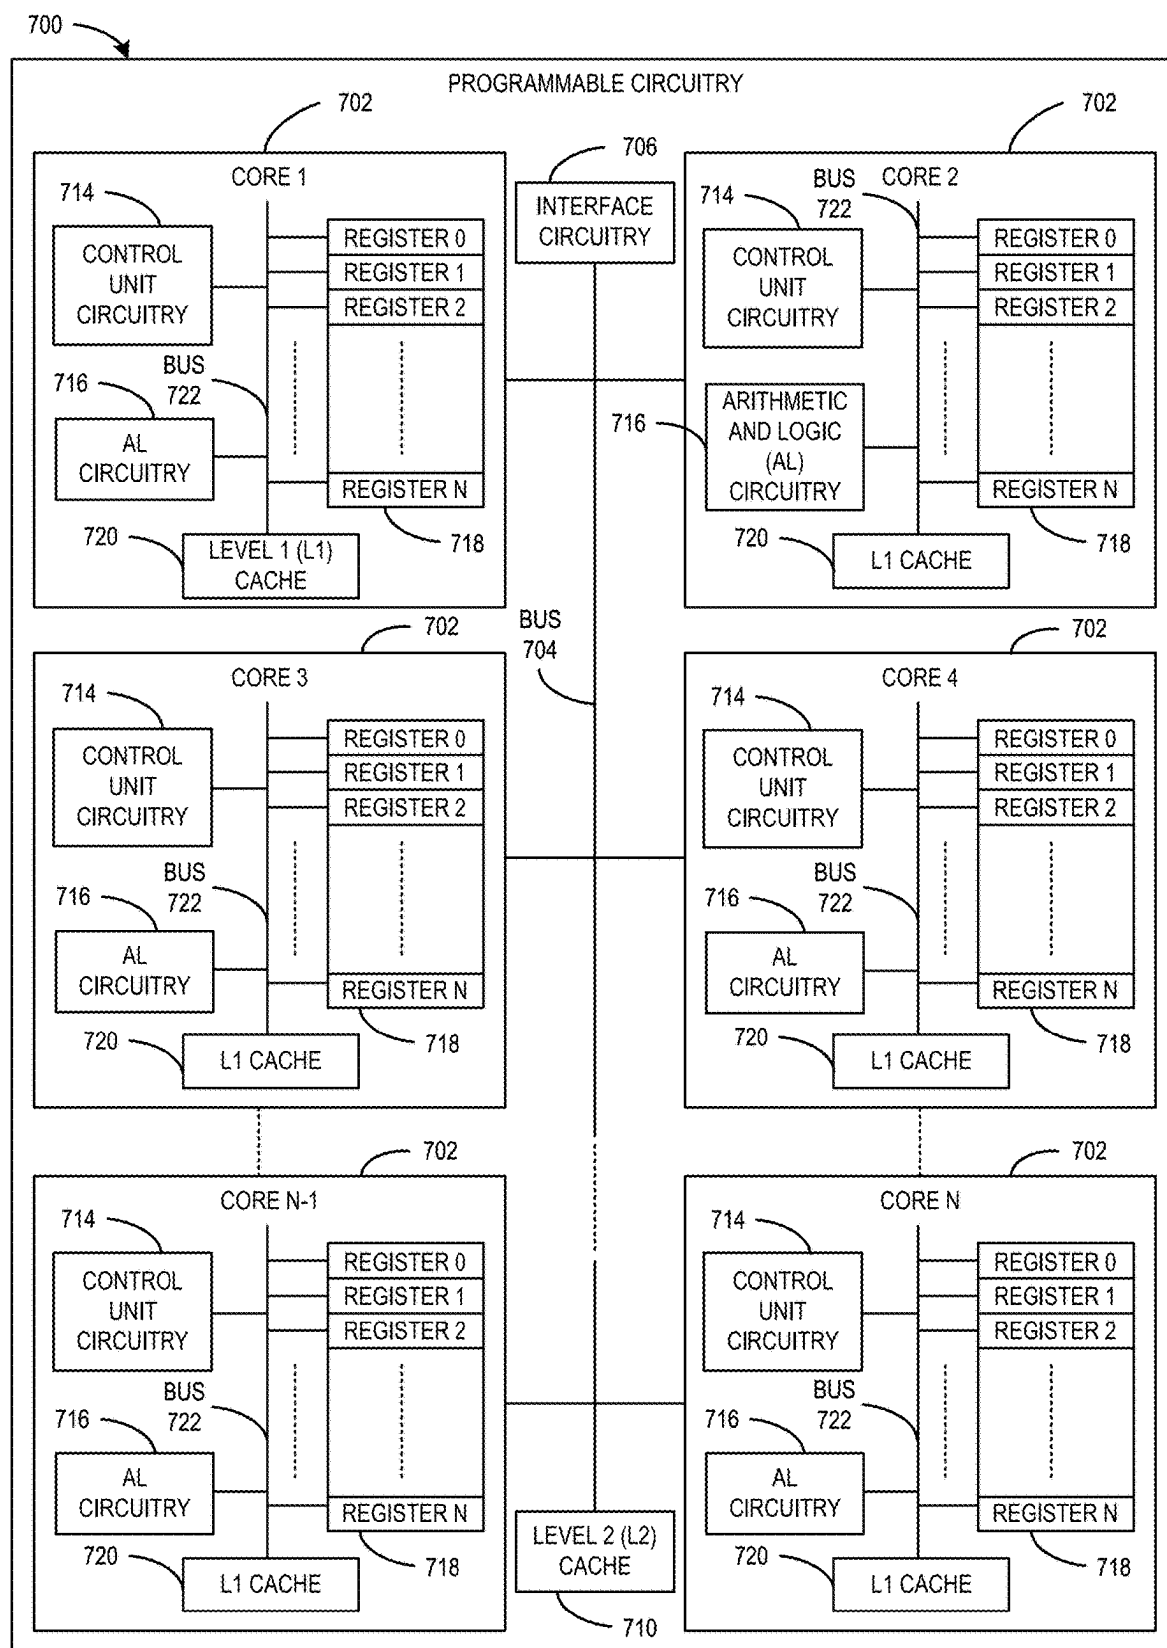 700
PROGRAMMABLE CIRCUITRY
702
CORE 1
714
CONTROL
UNIT
CIRCUITRY
REGISTER 0
REGISTER 1
REGISTER 2
BUS
722
716
AL
CIRCUITRY
REGISTER N
718
720
LEVEL 1 (L1)
CACHE
706
INTERFACE
CIRCUITRY
702
CORE 2
BUS
722
714
CONTROL
UNIT
CIRCUITRY
REGISTER 0
REGISTER 1
REGISTER 2
716
ARITHMETIC
AND LOGIC
(AL)
CIRCUITRY
REGISTER N
718
720
L1 CACHE
BUS
704
702
CORE 3
714
CONTROL
UNIT
CIRCUITRY
REGISTER 0
REGISTER 1
REGISTER 2
BUS
722
716
AL
CIRCUITRY
REGISTER N
718
720
L1 CACHE
702
CORE 4
714
CONTROL
UNIT
CIRCUITRY
REGISTER 0
REGISTER 1
REGISTER 2
BUS
722
716
AL
CIRCUITRY
REGISTER N
718
720
L1 CACHE
702
CORE N-1
714
CONTROL
UNIT
CIRCUITRY
REGISTER 0
REGISTER 1
REGISTER 2
BUS
722
716
AL
CIRCUITRY
REGISTER N
718
720
L1 CACHE
LEVEL 2 (L2)
CACHE
710
702
CORE N
714
CONTROL
UNIT
CIRCUITRY
REGISTER 0
REGISTER 1
REGISTER 2
BUS
722
716
AL
CIRCUITRY
REGISTER N
718
720
L1 CACHE